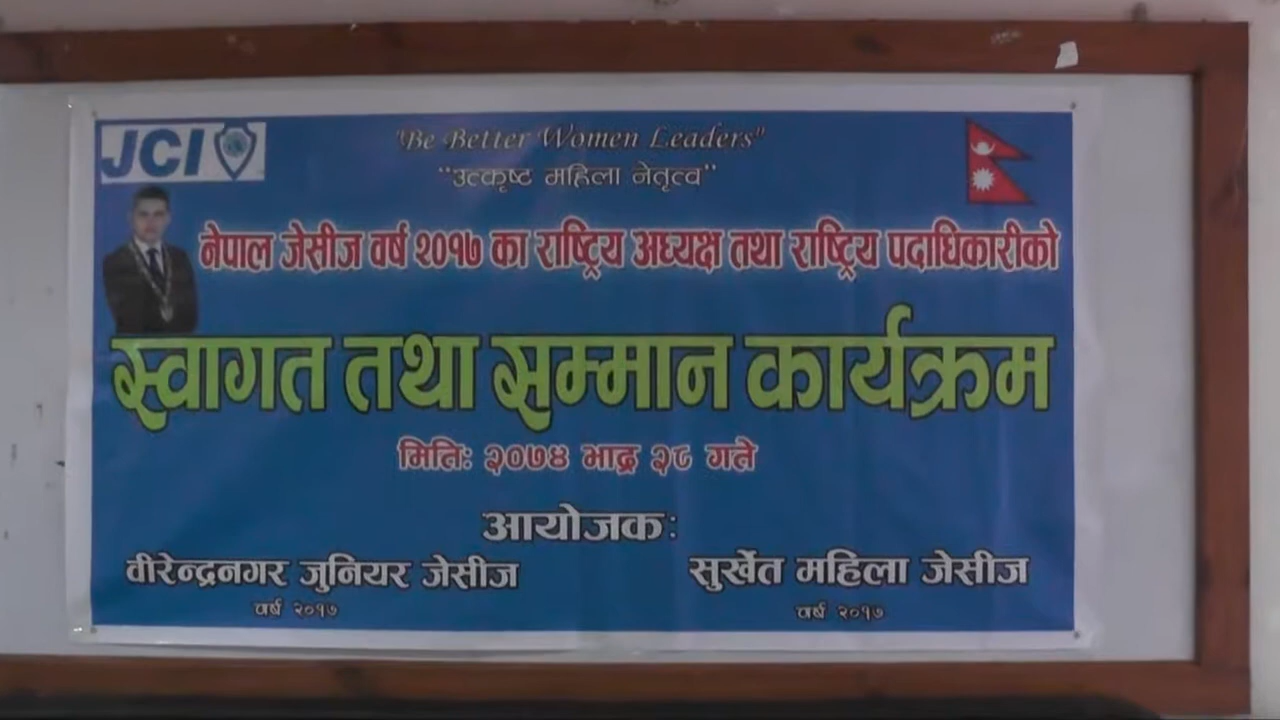 JCI
"Be Better Women Leaders"
"उत्कृष्ट महिला नेतृत्व"
नेपाल जेसीज वर्ष २०१७ का राष्ट्रिय अध्यक्ष तथा राष्ट्रिय पदाधिकारीको
स्वागत तथा सम्मान कार्यक्रम
मितिः २०७४ भाद्र २८ गते
आयोजकः
वीरेन्द्रनगर जुनियर जेसीज
वर्ष २०१७
सुर्खेत महिला जेसीज
वर्ष २०१७